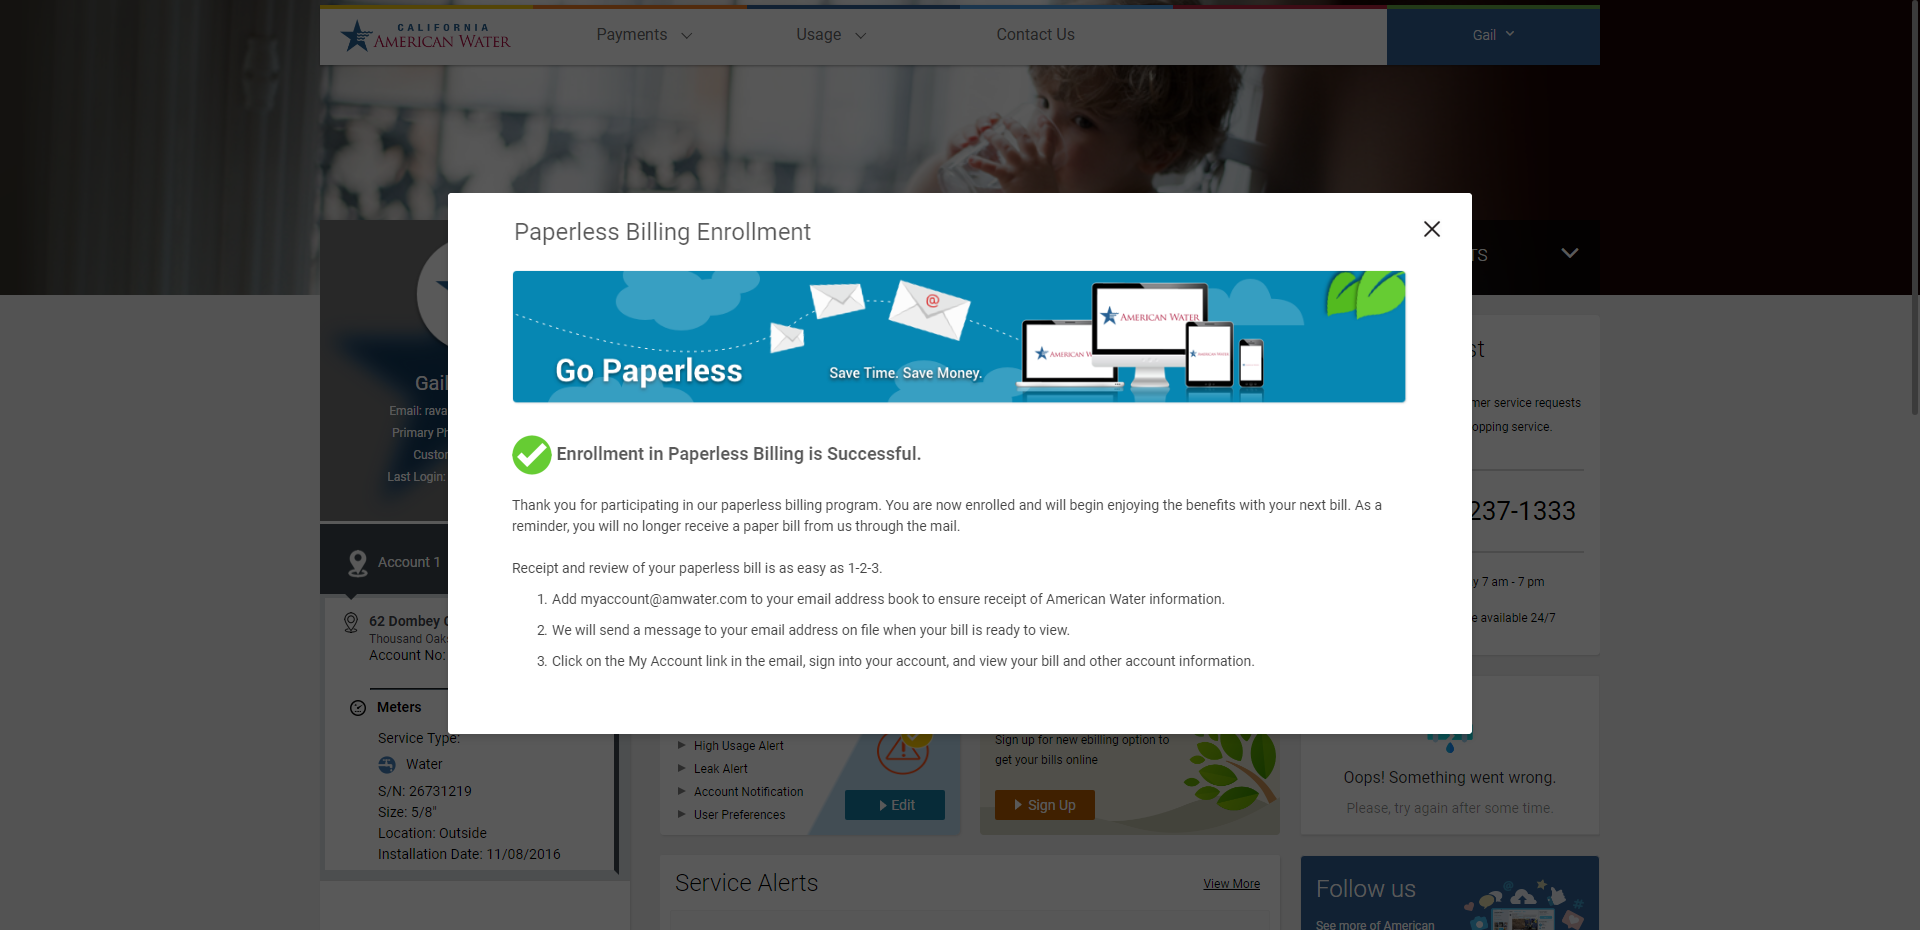 CALIFORNIA
AMERICAN WATER
Payments
Usage
Contact Us
Gail
Paperless Billing Enrollment
@
AMERICAN WATER
AMERICAN W
AMERICAN WATER
Go Paperless
Save Time. Save Money.
Enrollment in Paperless Billing is Successful.
Thank you for participating in our paperless billing program. You are now enrolled and will begin enjoying the benefits with your next bill. As a
reminder, you will no longer receive a paper bill from us through the mail.
Receipt and review of your paperless bill is as easy as 1-2-3.
1. Add myaccount@amwater.com to your email address book to ensure receipt of American Water information.
2. We will send a message to your email address on file when your bill is ready to view.
3. Click on the My Account link in the email, sign into your account, and view your bill and other account information.
Gail
Email: rava
Primary Ph
Custor
Last Login:
Account 1
62 Dombey C
Thousand Oaks
Account No:
Meters
Service Type:
Water
S/N: 26731219
Size: 5/8"
Location: Outside
Installation Date: 11/08/2016
TS
st
mer service requests
opping service.
237-1333
y 7 am - 7 pm
e available 24/7
High Usage Alert
Leak Alert
Account Notification
User Preferences
Edit
Sign up for new ebilling option to
get your bills online
Sign Up
Oops! Something went wrong.
Please, try again after some time.
Service Alerts
View More
Follow us
See more of American